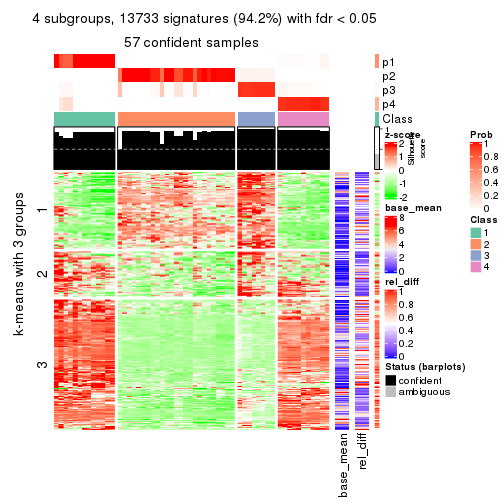 4 subgroups, 13733 signatures (94.2%) with fdr < 0.05
57 confident samples
p1
p2
p3
p4
Class
1
Silhouette
score
k-means with 3 groups
1
2
3
base_mean
rel_diff
z-score
2
1
0
-1
-2
base_mean
8
6
4
2
0
rel_diff
1
0.8
0.6
0.4
0.2
0
Status (barplots)
confident
ambiguous
Prob
1
0.8
0.6
0.4
0.2
0
Class
1
2
3
4